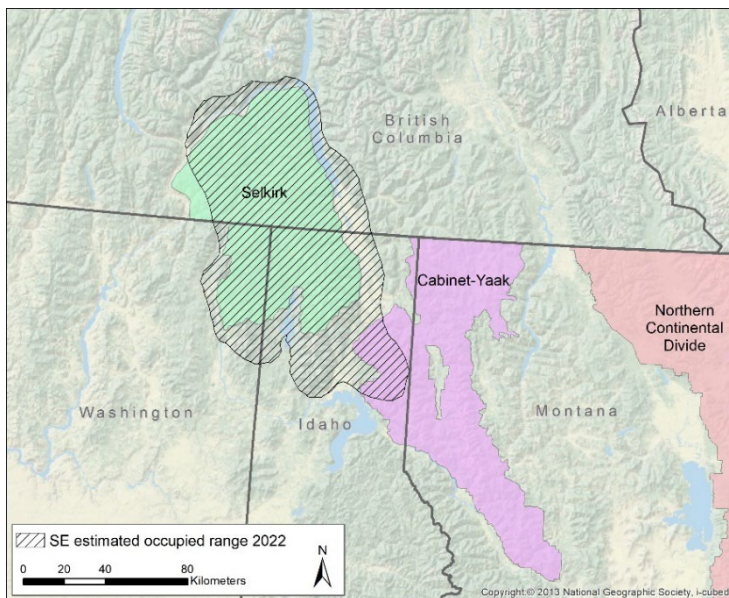 British
Columbia
Alberta
Selkirk
Cabinet-Yaak
Northern
Continental
Divide
Washington
Idaho
Montana
SE estimated occupied range 2022
0 20 40 80
Kilometers
N
Copyright:© 2013 National Geographic Society, i-cubed